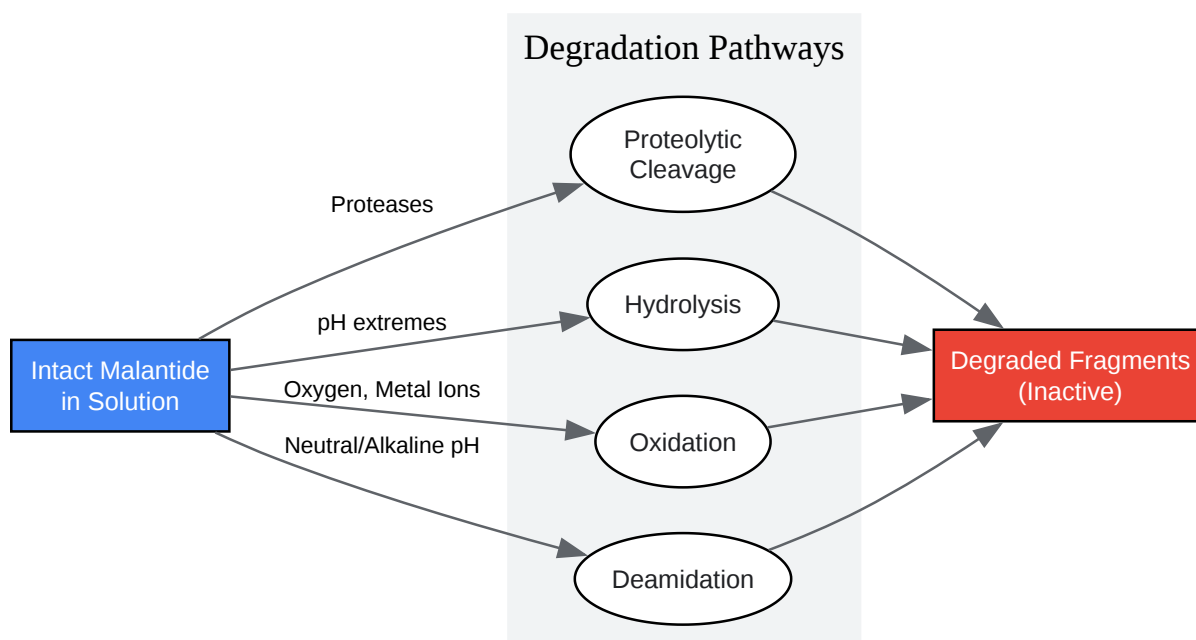 Degradation Pathways
Proteolytic
Cleavage
Proteases
Hydrolysis
pH extremes
Intact Malantide
in Solution
Degraded Fragments
(Inactive)
Oxygen, Metal Ions
Oxidation
Neutral/Alkaline pH
Deamidation